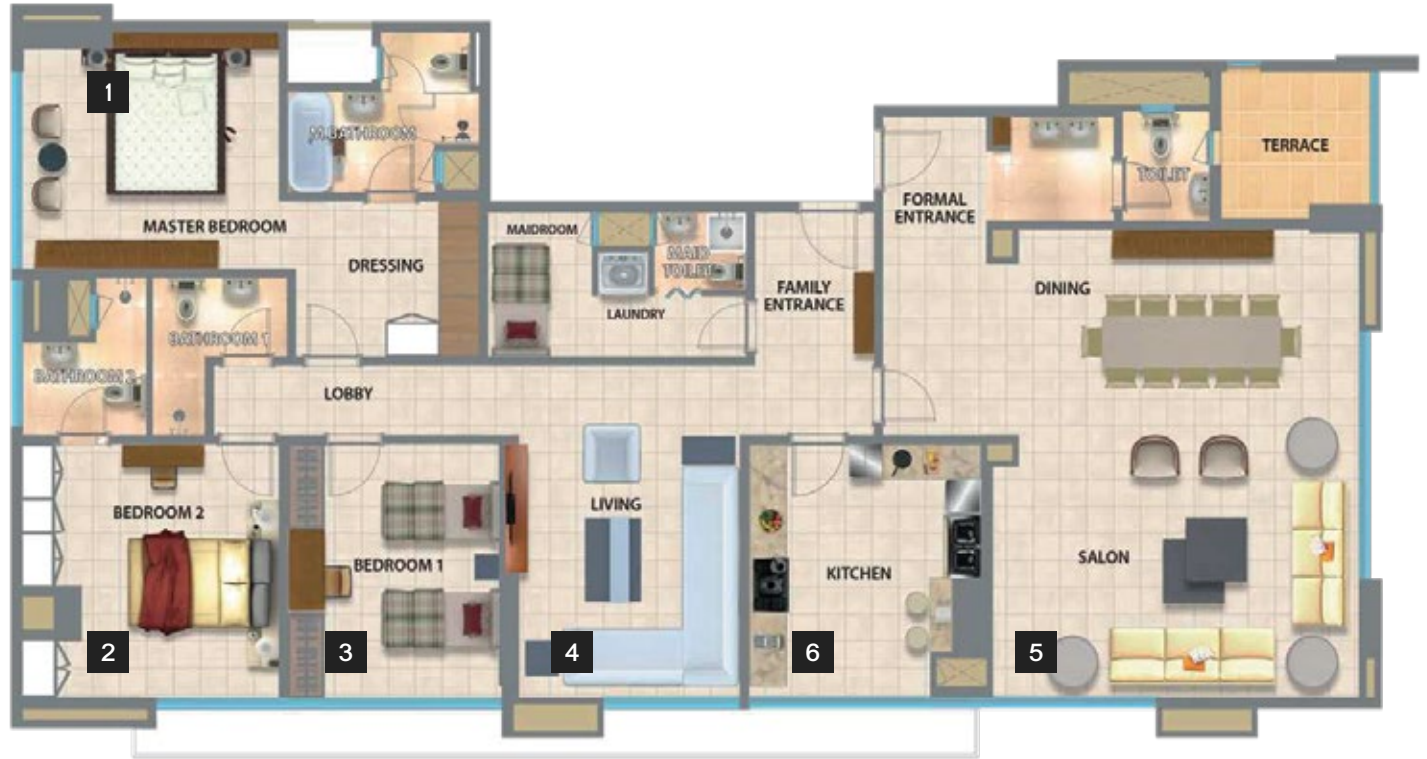 1
M.BATHROOM
TERRACE
TOILET
FORMAL
ENTRANCE
MASTER BEDROOM
MAIDROOM
MAID
TOILET
DRESSING
FAMILY
ENTRANCE
DINING
LAUNDRY
BATHROOM 1
BATHROOM 2
LOBBY
LIVING
BEDROOM 2
BEDROOM 1
KITCHEN
SALON
2
3
4
6
5